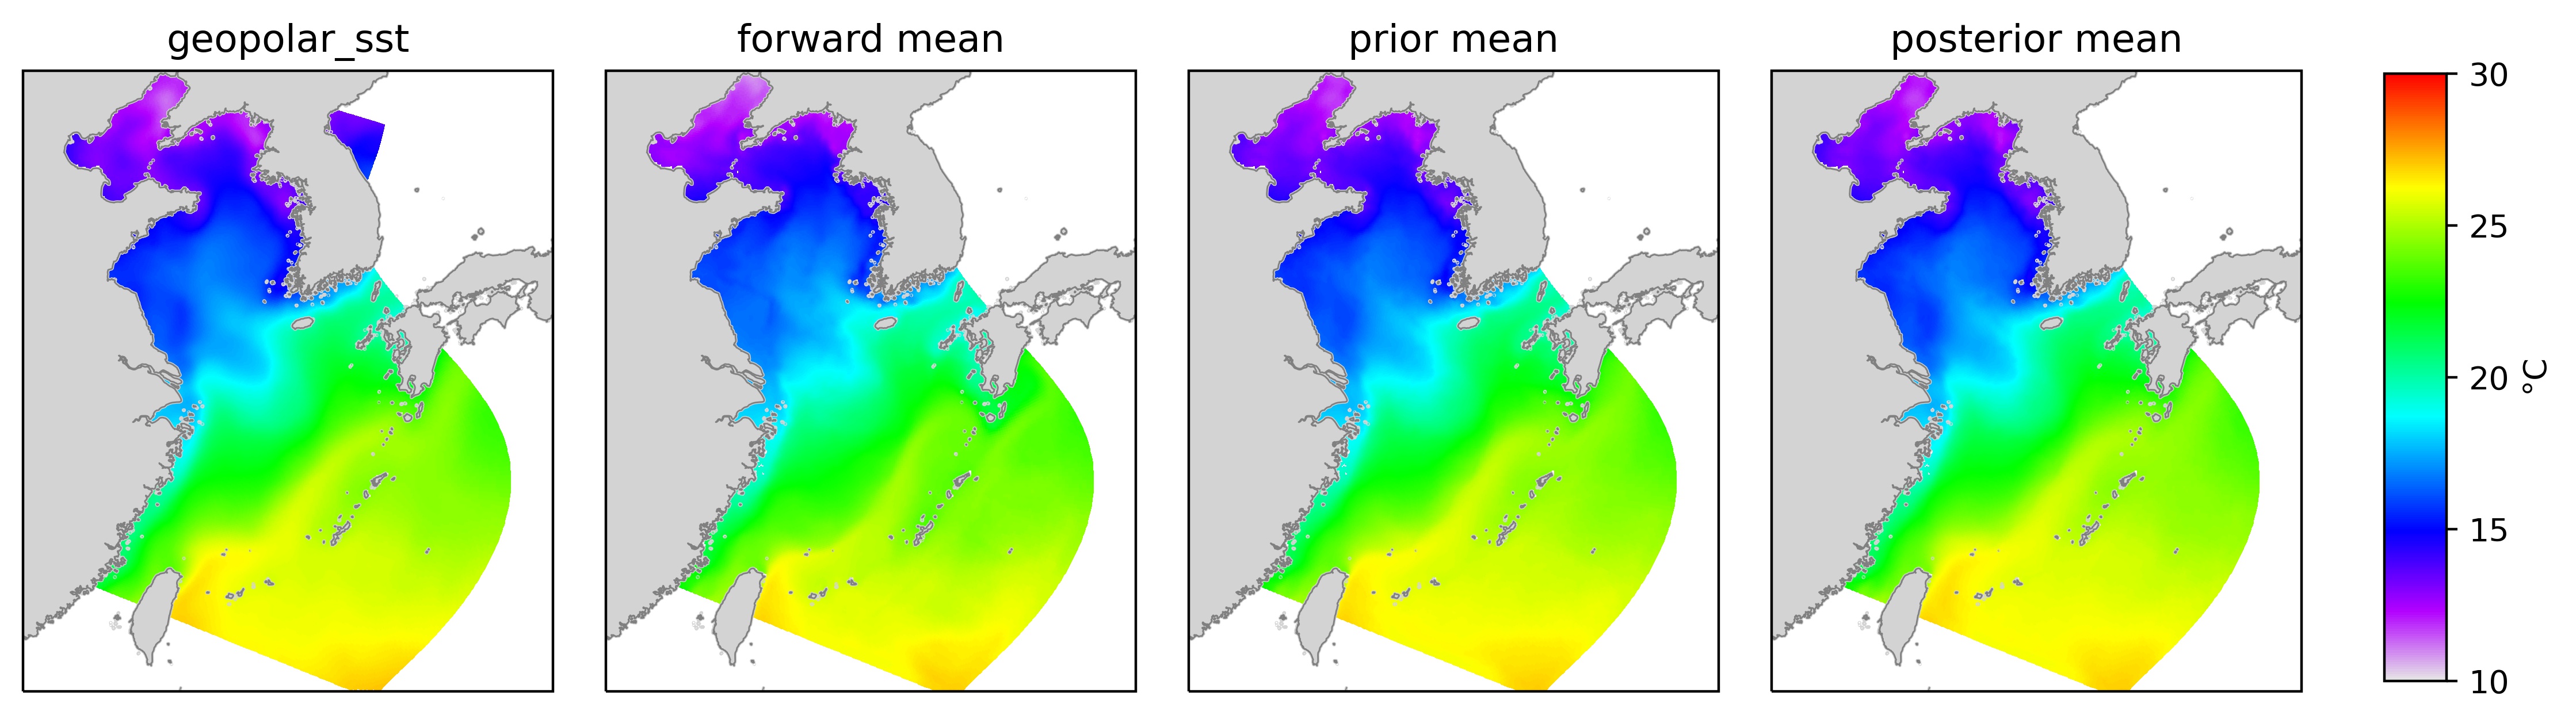 geopolar_sst
forward mean
prior mean
posterior mean
30
25
20
15
10
°C